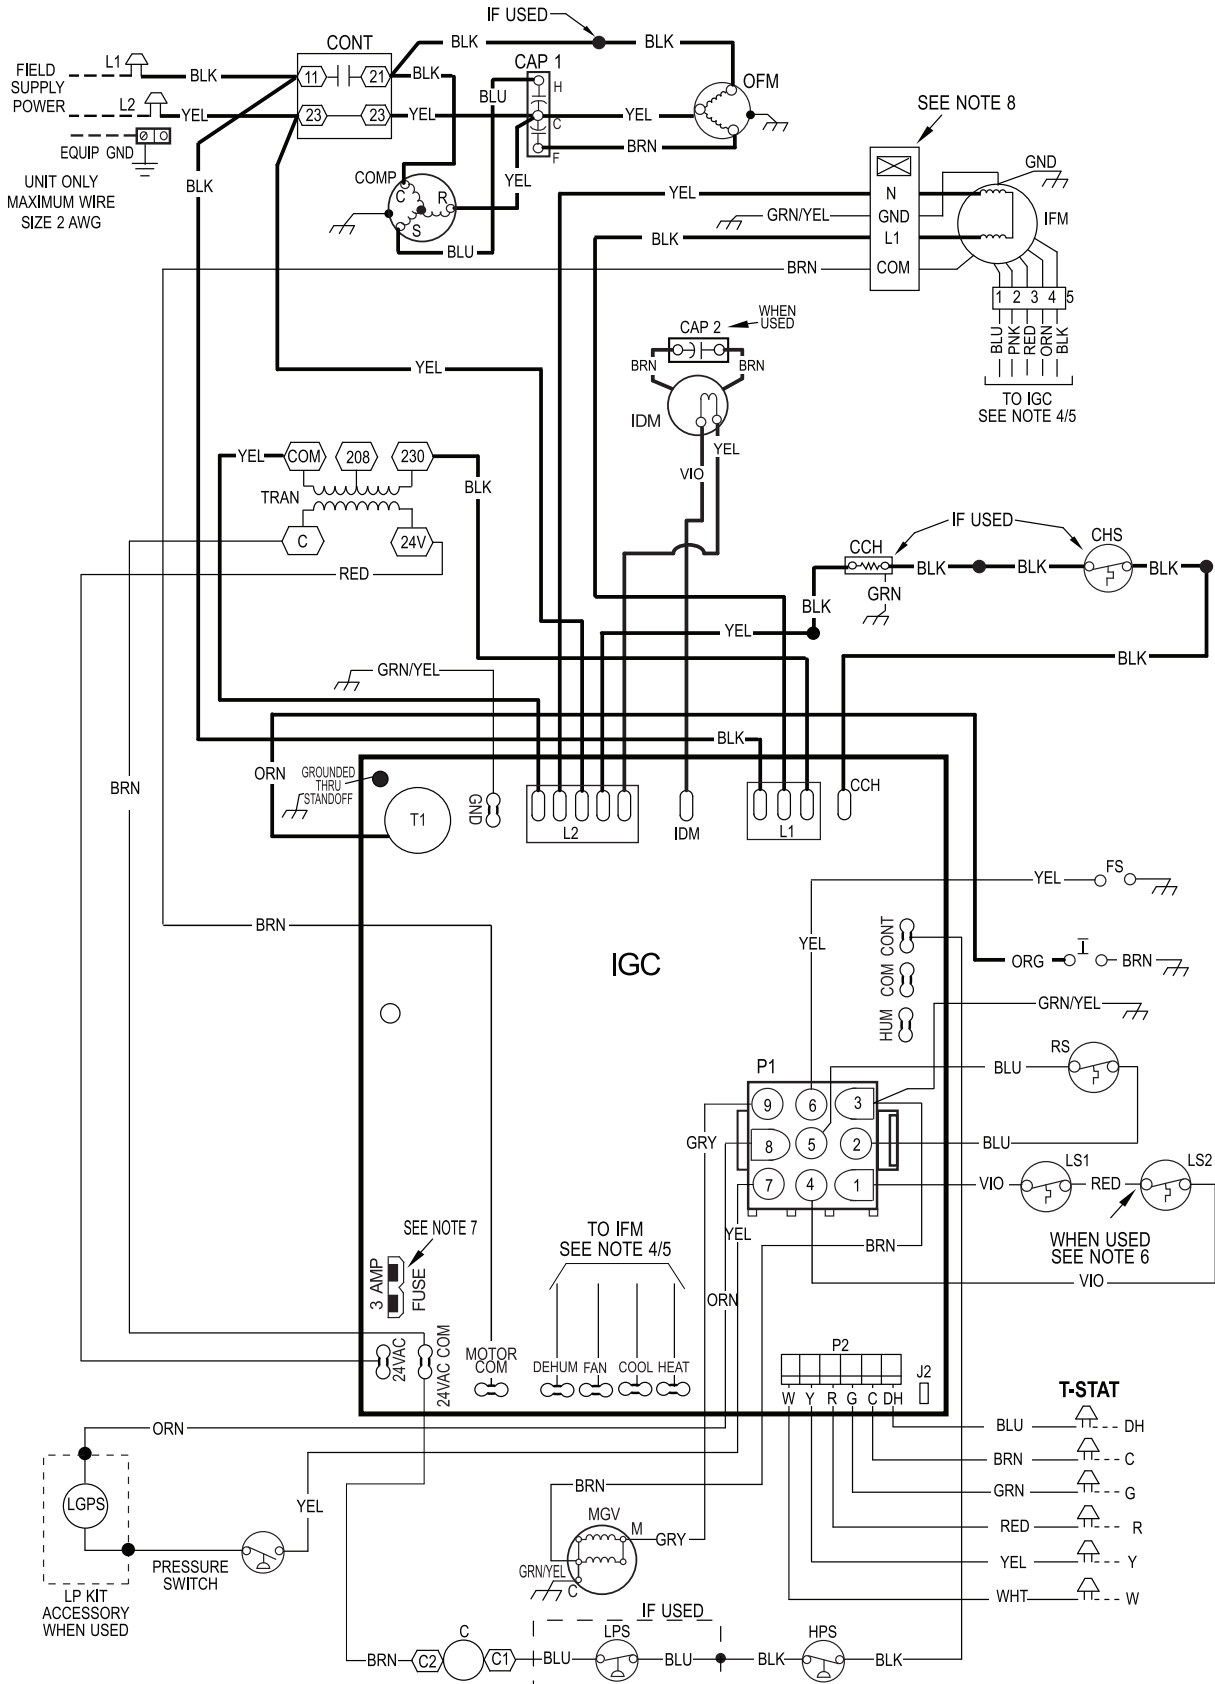 IF USED
CONT
BLK
BLK
CAP 1
L1
FIELD
SUPPLY
POWER
BLK
11
21
BLK
H
OFM
BLU
L2
YEL
23
23
YEL
C
YEL
SEE NOTE 8
EQUIP GND
F
BRN
UNIT ONLY
MAXIMUM WIRE
SIZE 2 AWG
BLK
COMP
C
R
S
YEL
BLU
GND
YEL
N
GRN/YEL
GND
IFM
BLK
L1
BRN
COM
1 2 3 4 5
BLU
PNK
RED
ORN
BLK
TO IGC
SEE NOTE 4/5
WHEN
USED
CAP 2
BRN
BRN
YEL
IDM
YEL
VIO
YEL
COM
208
230
BLK
TRAN
C
24V
RED
IF USED
CCH
CHS
BLK
BLK
BLK
GRN
BLK
YEL
BLK
GRN/YEL
BLK
ORN
BRN
GROUNDED
THRU
STANDOFF
T1
GND
L2
IDM
L1
CCH
YEL
FS
YEL
BRN
CONT
COM
HUM
IGC
ORG
I
BRN
GRN/YEL
RS
BLU
P1
9 6 3
GRY
8 5 2
BLU
7 4 1
VIO
LS1
RED
LS2
YEL
WHEN USED
SEE NOTE 6
BRN
VIO
SEE NOTE 7
3 AMP
FUSE
TO IFM
SEE NOTE 4/5
ORN
24VAC
24VAC COM
MOTOR
COM
DEHUM
FAN
COOL
HEAT
P2
J2
W Y R G C DH
T-STAT
BLU
DH
BRN
C
GRN
G
RED
R
YEL
Y
WHT
W
ORN
LGPS
YEL
PRESSURE
SWITCH
LP KIT
ACCESSORY
WHEN USED
BRN
MGV
M
GRY
GRN/YEL
C
IF USED
C
LPS
HPS
BRN
C2
C1
BLU
BLU
BLK
BLK